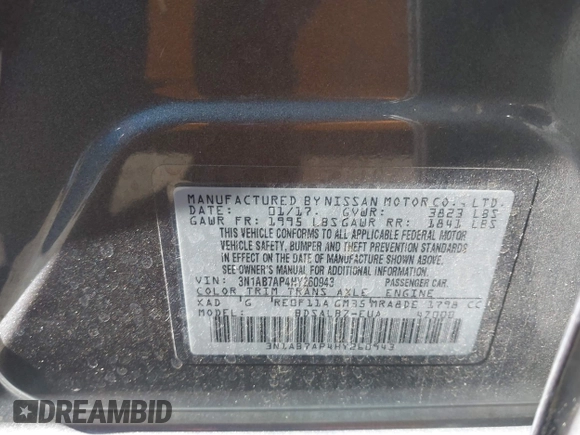 MANUFACTURED BY NISSAN MOTOR CO., LTD.
DATE: 01/17. GVWR: 3823 LBS
GAWR FR: 1995 LBS GAWR RR: 1841 LBS
THIS VEHICLE CONFORMS TO ALL APPLICABLE FEDERAL MOTOR
VEHICLE SAFETY, BUMPER AND THEFT PREVENTION STANDARDS
IN EFFECT ON THE DATE OF MANUFACTURE SHOWN ABOVE.
SEE OWNER'S MANUAL FOR ADDITIONAL INFORMATION.
VIN: 3N1AB7AP4HY260943 PASSENGER CAR.
COLOR TRIM TRANS AXLE ENGINE
XAD G RE0F11A GM35 MRA8DE 1798 CC
MODEL BDSALBZ-EUA 47000
3N1AB7AP4HY260943
DREAMBID